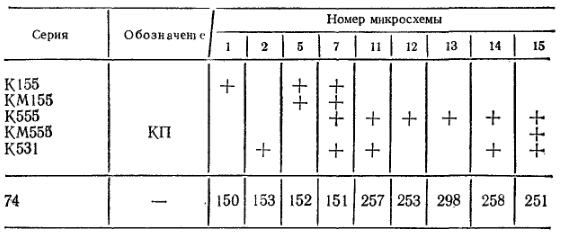 Серия Обозначение Номер микросхемы
1 2 5 7 11 12 13 14 15
К155 + + +
КМ155 + +
К555 + + + + + +
КМ555 КП +
К531 + + + + +
74 — 150 153 152 151 257 253 298 258 251